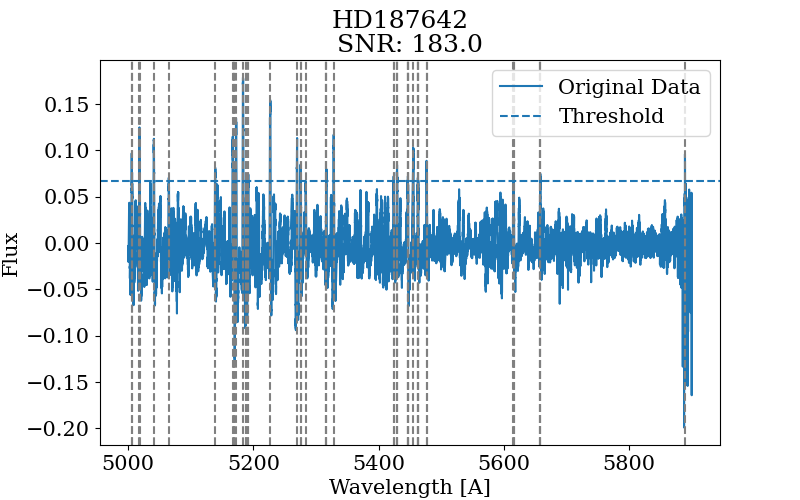 HD187642
SNR: 183.0
Original Data
Threshold
0.15
0.10
0.05
0.00
−0.05
−0.10
−0.15
−0.20
Flux
5000 5200 5400 5600 5800
Wavelength [A]